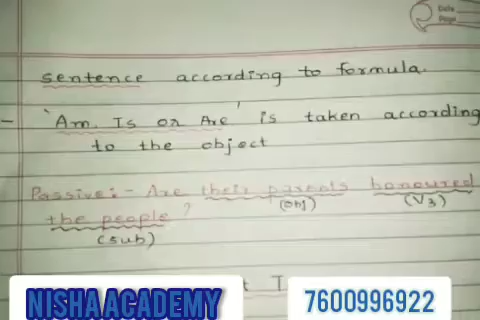 Date
Page
sentence according to formula.
- 'Am, Is or Are' is taken according
to the object
Passive:- Are their parents honoured
(obj) (V3)
the people?
(sub)
NISHA ACADEMY
7600996922